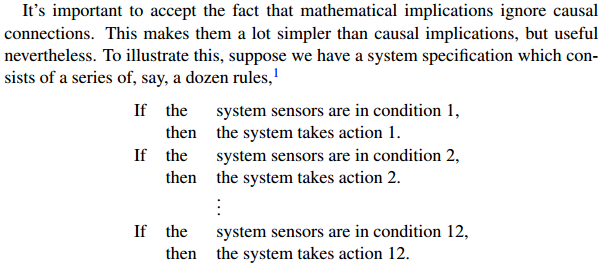 It's important to accept the fact that mathematical implications ignore causal
connections. This makes them a lot simpler than causal implications, but useful
nevertheless. To illustrate this, suppose we have a system specification which con-
sists of a series of, say, a dozen rules,1
If the system sensors are in condition 1,
then the system takes action 1.
If the system sensors are in condition 2,
then the system takes action 2.
⋮
If the system sensors are in condition 12,
then the system takes action 12.